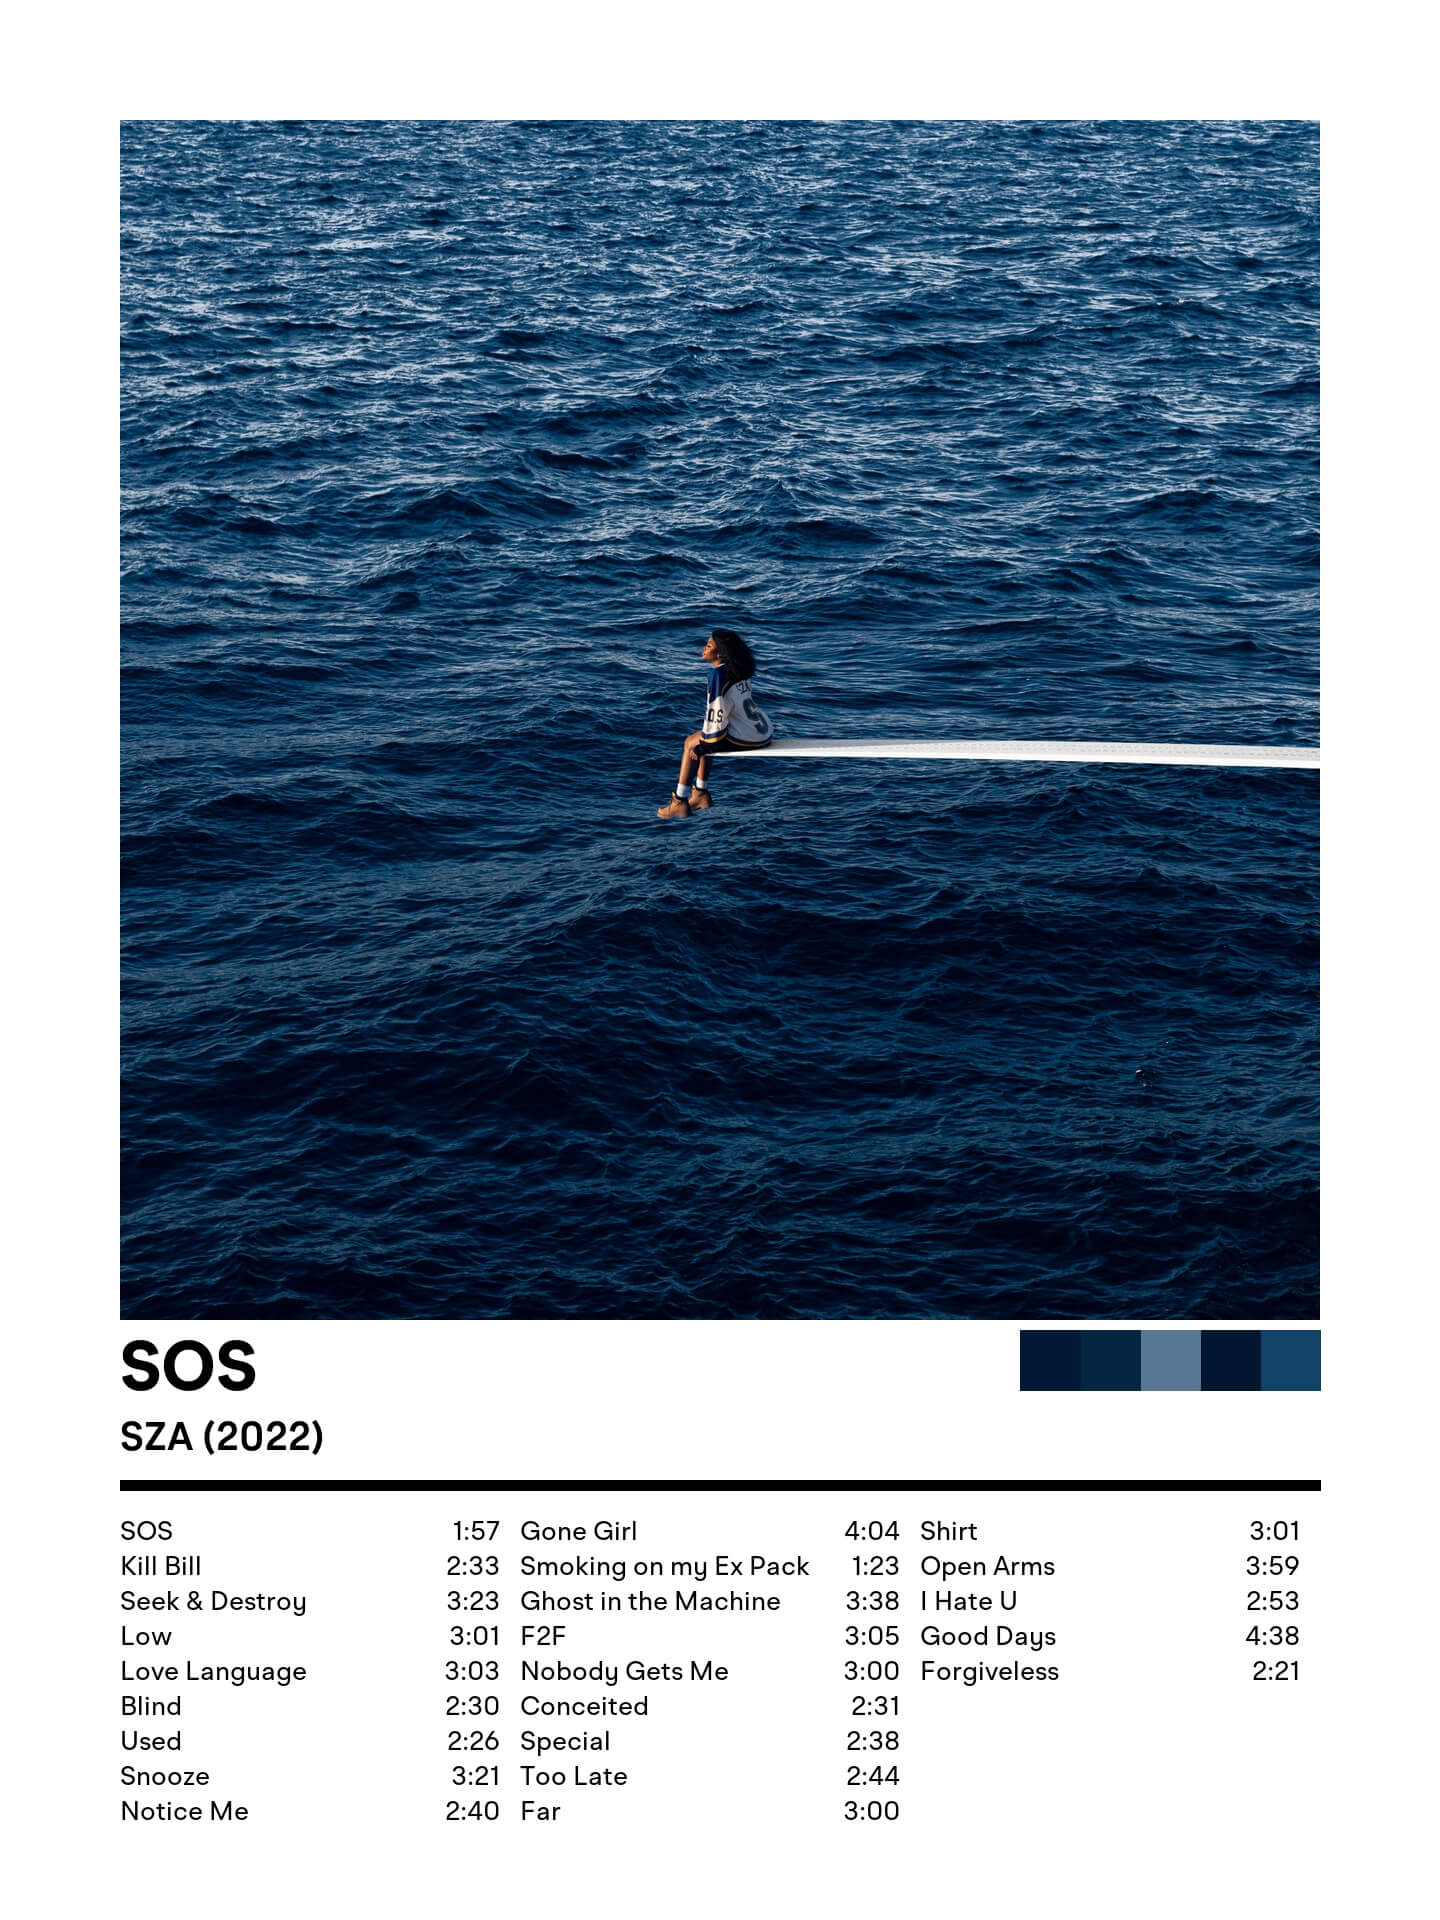 SZA
O.S
SOS
SZA (2022)
SOS 1:57
Kill Bill 2:33
Seek & Destroy 3:23
Low 3:01
Love Language 3:03
Blind 2:30
Used 2:26
Snooze 3:21
Notice Me 2:40
Gone Girl 4:04
Smoking on my Ex Pack 1:23
Ghost in the Machine 3:38
F2F 3:05
Nobody Gets Me 3:00
Conceited 2:31
Special 2:38
Too Late 2:44
Far 3:00
Shirt 3:01
Open Arms 3:59
I Hate U 2:53
Good Days 4:38
Forgiveless 2:21